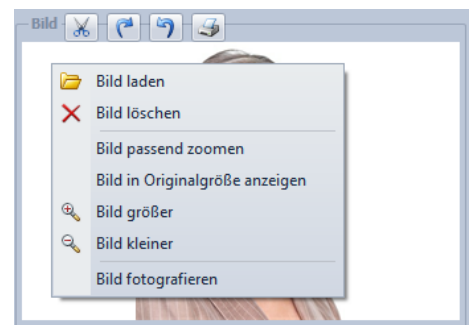 Bild
Bild laden
Bild löschen
Bild passend zoomen
Bild in Originalgröße anzeigen
Bild größer
Bild kleiner
Bild fotografieren